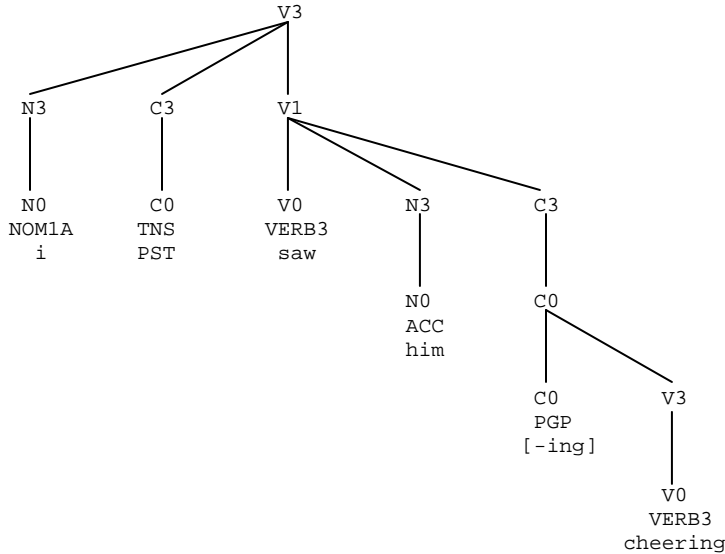 V3
N3 C3 V1
N0 C0 V0 N3 C3
NOM1A TNS VERB3
i PST saw
N0 C0
ACC
him
C0 V3
PGP
[-ing]
V0
VERB3
cheering